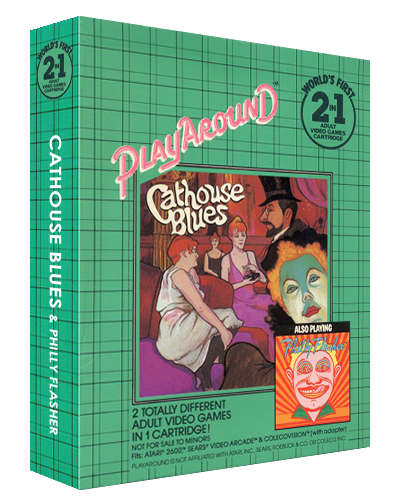 WORLD'S FIRST
2 IN 1
ADULT
VIDEO GAMES
CARTRIDGE
CATHOUSE BLUES & PHILLY FLASHER
WORLD'S FIRST
2 IN 1
ADULT
VIDEO GAMES
CARTRIDGE
PLAYAROUND™
Cathouse
Blues
ALSO PLAYING
Philly Flasher
2 TOTALLY DIFFERENT
ADULT VIDEO GAMES
IN 1 CARTRIDGE!
NOT FOR SALE TO MINORS
Fits: ATARI® 2600™ SEARS® VIDEO ARCADE™ & COLECOVISION™ (with adapter)
PLAYAROUND IS NOT AFFILIATED WITH ATARI, INC., SEARS, ROEBUCK & CO. OR COLECO, INC.